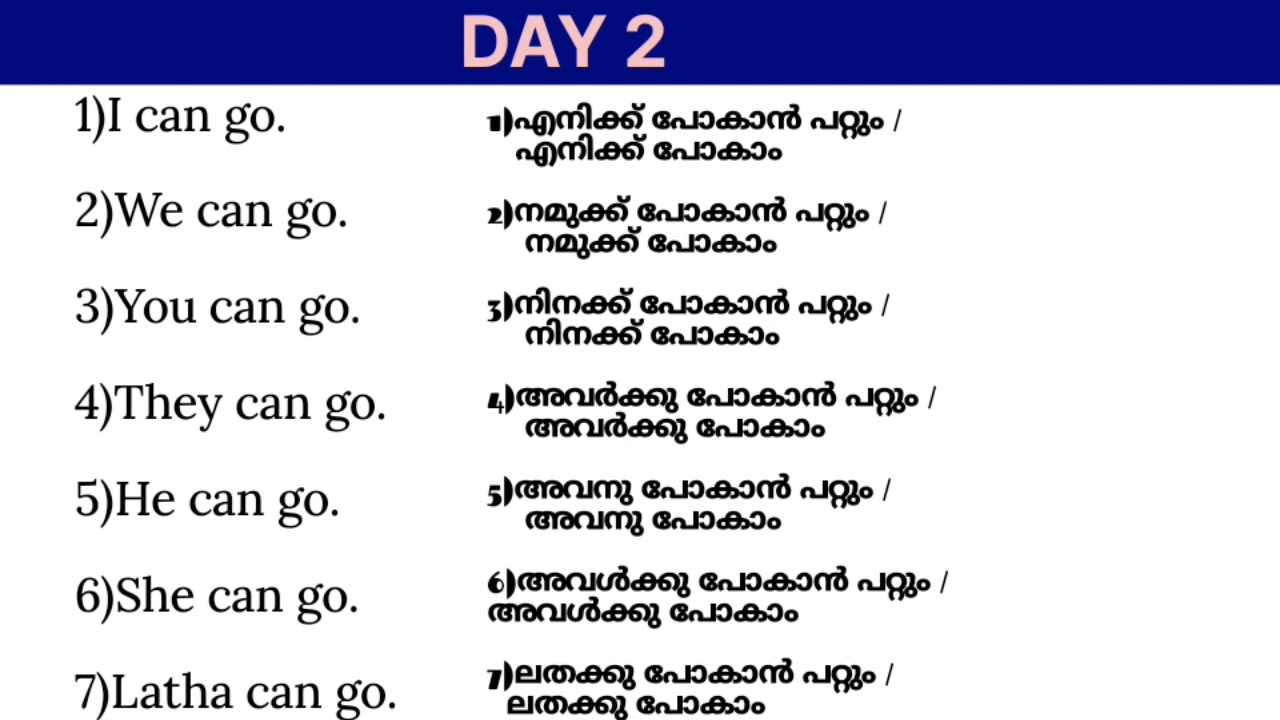 DAY 2
1)I can go.
1)എനിക്ക് പോകാൻ പറ്റും /
എനിക്ക് പോകാം
2)We can go.
2)നമുക്ക് പോകാൻ പറ്റും /
നമുക്ക് പോകാം
3)You can go.
3)നിനക്ക് പോകാൻ പറ്റും /
നിനക്ക് പോകാം
4)They can go.
4)അവർക്കു പോകാൻ പറ്റും /
അവർക്കു പോകാം
5)He can go.
5)അവനു പോകാൻ പറ്റും /
അവനു പോകാം
6)She can go.
6)അവൾക്കു പോകാൻ പറ്റും /
അവൾക്കു പോകാം
7)Latha can go.
7)ലതക്കു പോകാൻ പറ്റും /
ലതക്കു പോകാം